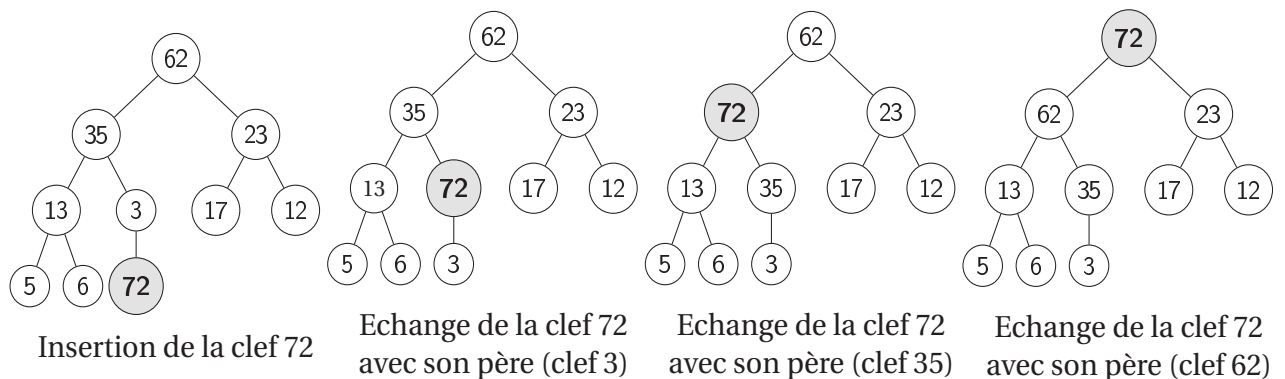 62
35 23
13 3 17 12
5 6 72
Insertion de la clef 72
62
35 23
13 72 17 12
5 6 3
Echange de la clef 72
avec son père (clef 3)
62
72 23
13 35 17 12
5 6 3
Echange de la clef 72
avec son père (clef 35)
72
62 23
13 35 17 12
5 6 3
Echange de la clef 72
avec son père (clef 62)